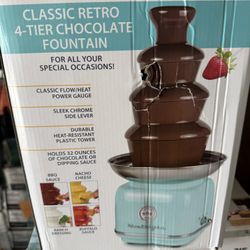 CLASSIC RETRO
4-TIER CHOCOLATE
FOUNTAIN
FOR ALL YOUR
SPECIAL OCCASIONS!
CLASSIC FLOW/HEAT
POWER GAUGE
SLEEK CHROME
SIDE LEVER
DURABLE
HEAT-RESISTANT
PLASTIC TOWER
HOLDS 32 OUNCES
OF CHOCOLATE OR
DIPPING SAUCE
BBQ
SAUCE
NACHO
CHEESE
RANCH
DRESSING
BUFFALO
SAUCE